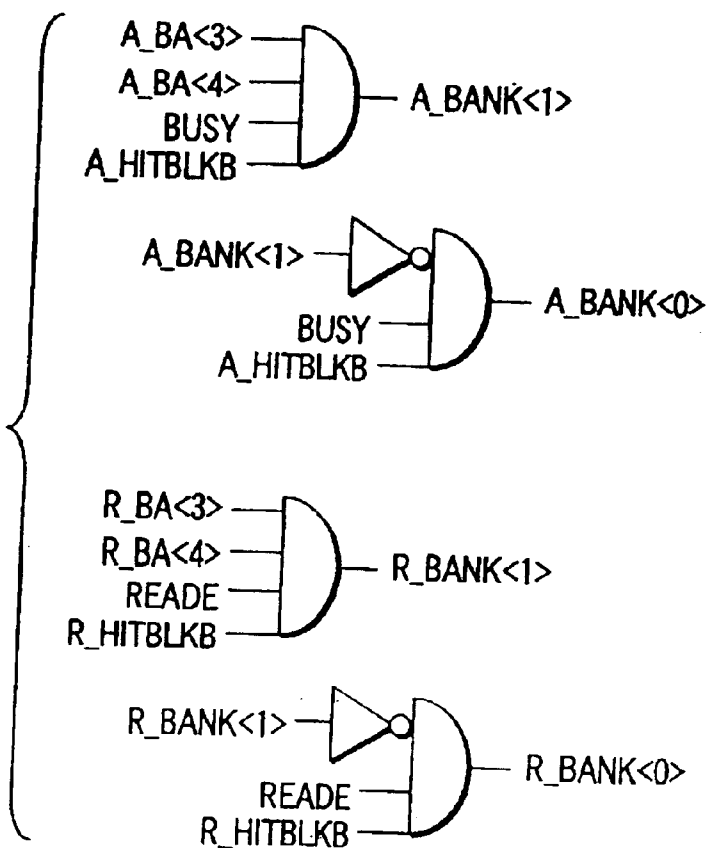 A_BA<3>
A_BA<4>
BUSY
A_HITBLKB
A_BANK<1>
A_BANK<1>
BUSY
A_HITBLKB
A_BANK<0>
R_BA<3>
R_BA<4>
READE
R_HITBLKB
R_BANK<1>
R_BANK<1>
READE
R_HITBLKB
R_BANK<0>